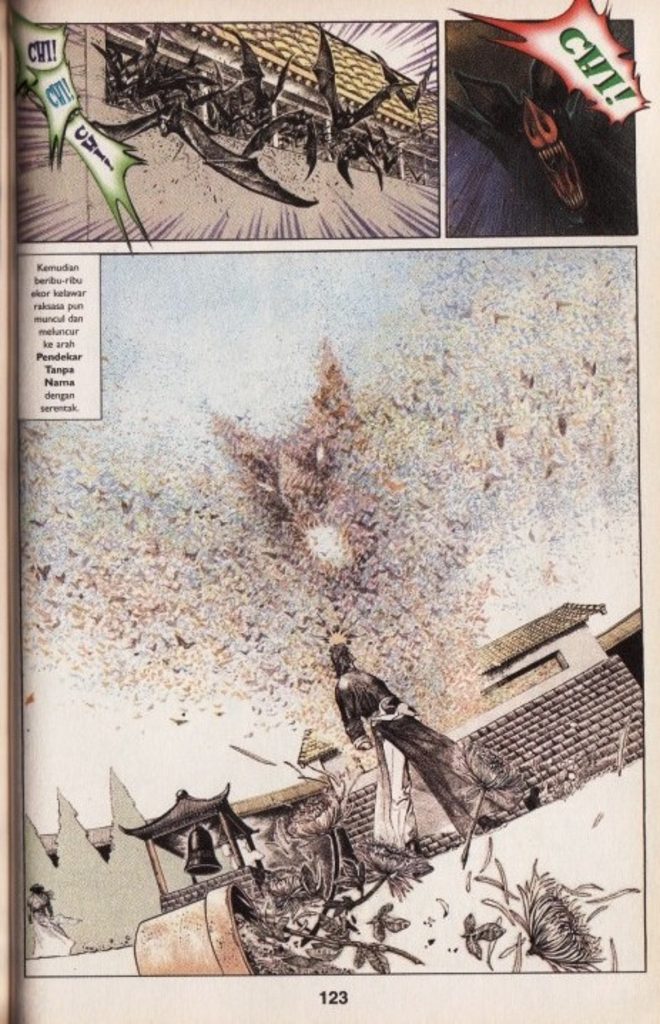 CHI!
CHI!
CHI!
CHI!
Kemudian
beribu-ribu
ekor kelawar
raksasa pun
muncul dan
meluncur
ke arah
Pendekar
Tanpa
Nama
dengan
serentak.
123